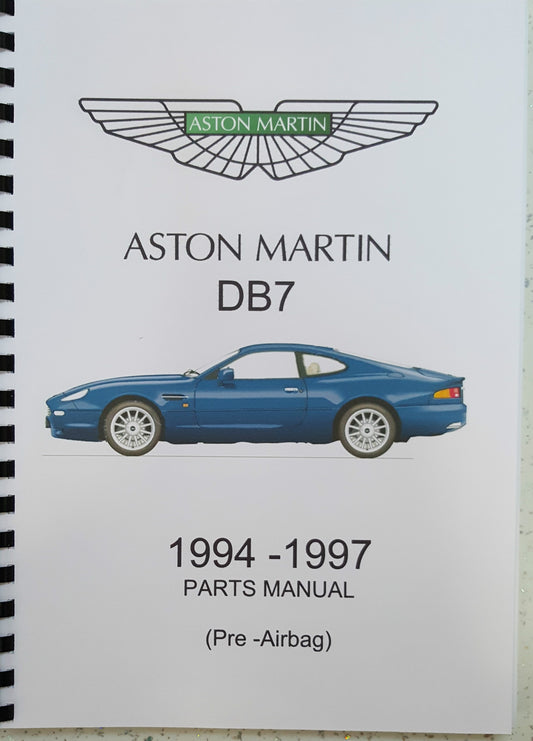 ASTON MARTIN
ASTON MARTIN
DB7
1994 -1997
PARTS MANUAL
(Pre -Airbag)